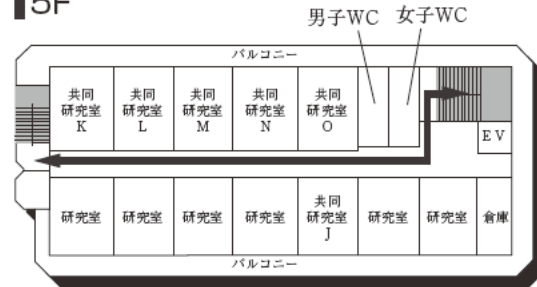 5F
男子WC 女子WC
バルコニー
共同
研究室
K
共同
研究室
L
共同
研究室
M
共同
研究室
N
共同
研究室
O
EV
研究室
研究室
研究室
研究室
共同
研究室
J
研究室
研究室
倉庫
バルコニー